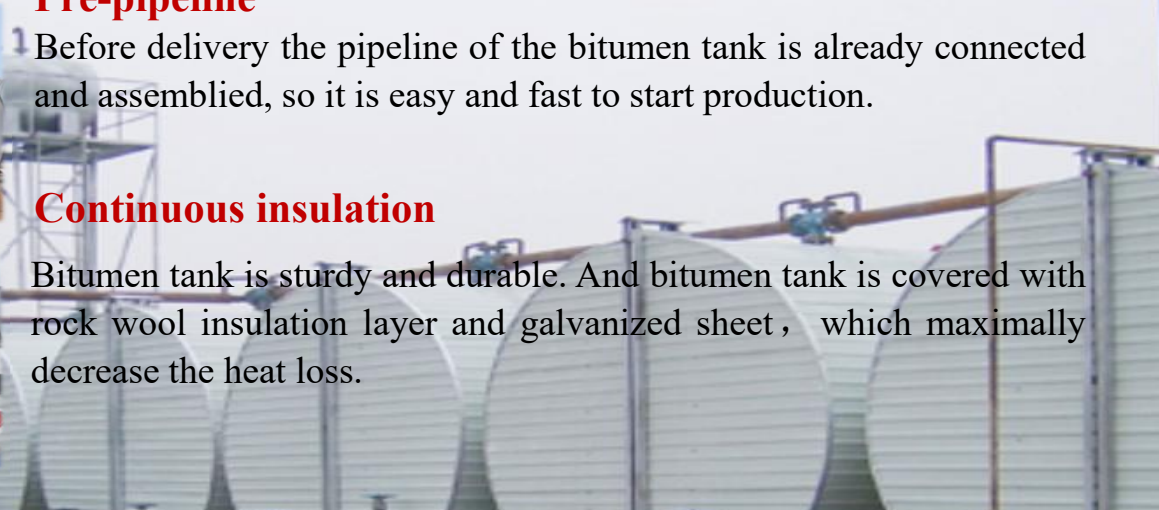 Pre-pipeline
Before delivery the pipeline of the bitumen tank is already connected
and assemblied, so it is easy and fast to start production.
Continuous insulation
Bitumen tank is sturdy and durable. And bitumen tank is covered with
rock wool insulation layer and galvanized sheet，which maximally
decrease the heat loss.